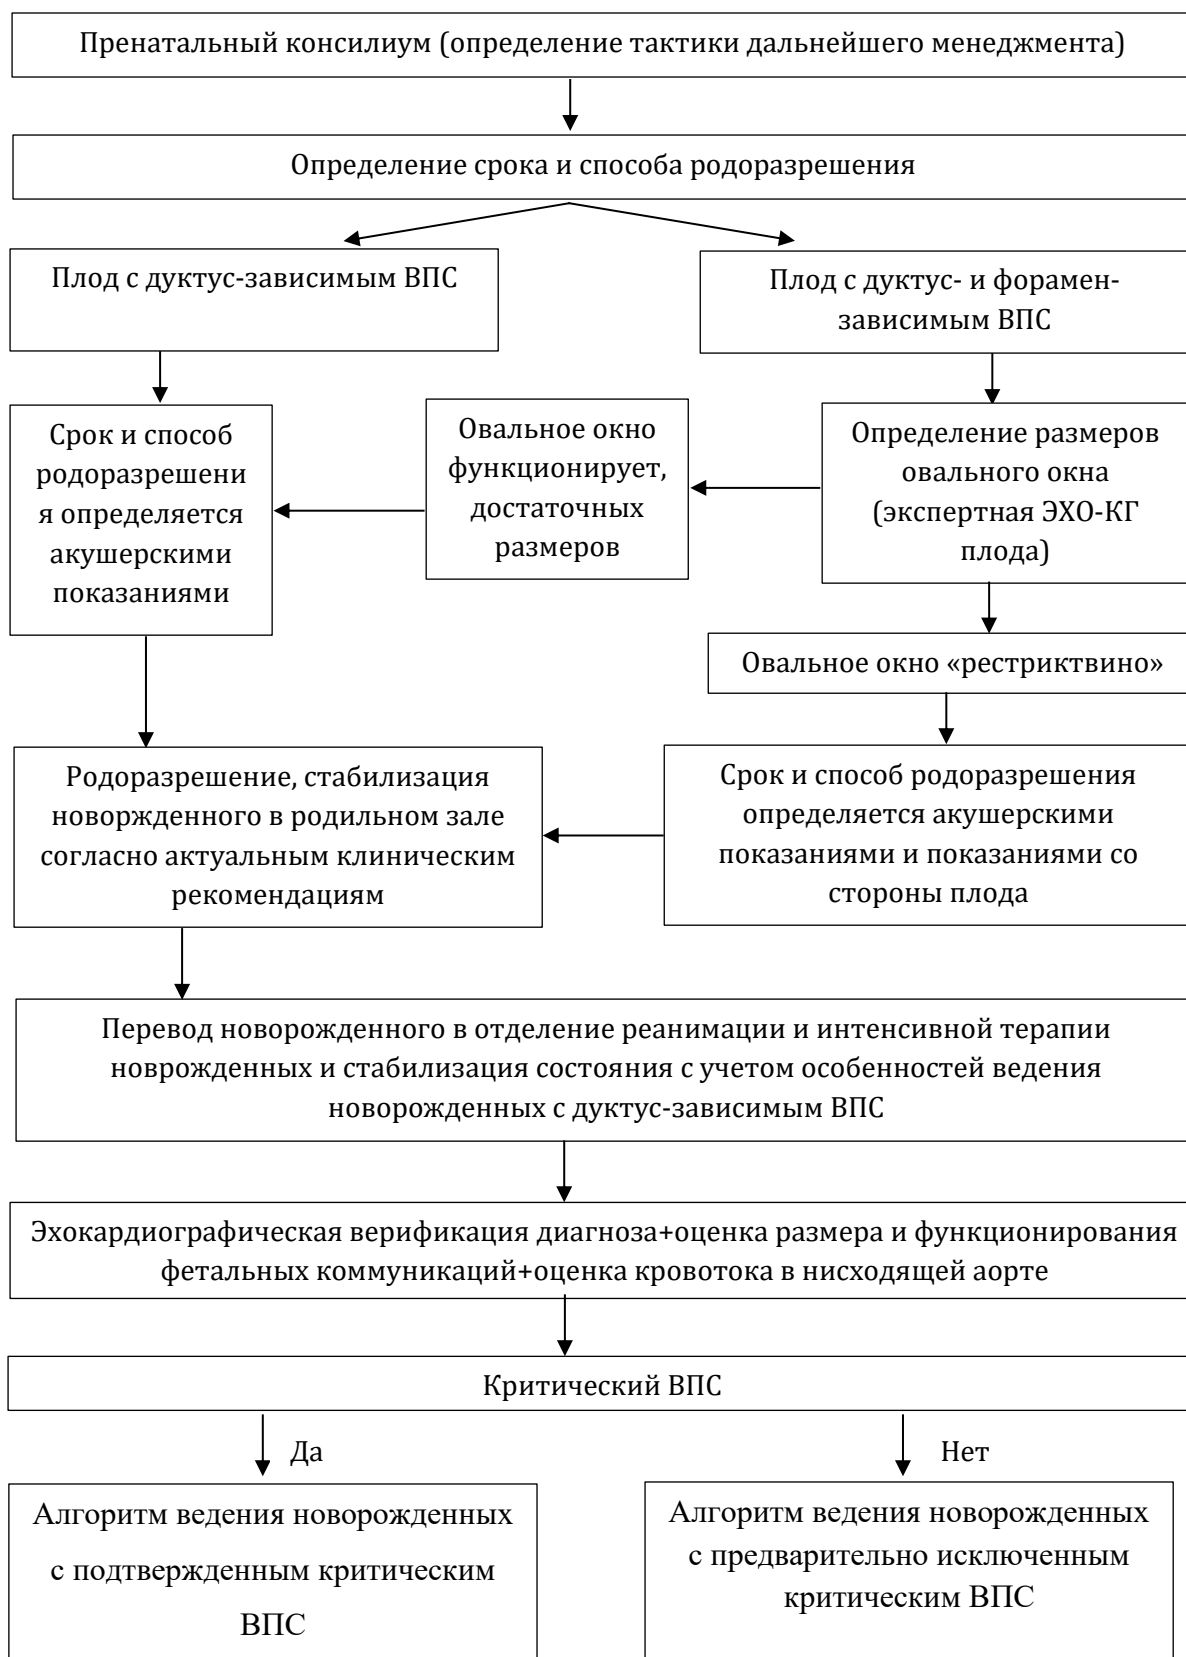 Пренатальный консилиум (определение тактики дальнейшего менеджмента)
Определение срока и способа родоразрешения
Плод с дуктус-зависимым ВПС
Плод с дуктус- и форамен-
зависимым ВПС
Срок и способ
родоразрешени
я определяется
акушерскими
показаниями
Овальное окно
функционирует,
достаточных
размеров
Определение размеров
овального окна
(экспертная ЭХО-КГ
плода)
Овальное окно «рестриктвино»
Родоразрешение, стабилизация
новоржденного в родильном зале
согласно актуальным клиническим
рекомендациям
Срок и способ родоразрешения
определяется акушерскими
показаниями и показаниями со
стороны плода
Перевод новорожденного в отделение реанимации и интенсивной терапии
новрожденных и стабилизация состояния с учетом особенностей ведения
новорожденных с дуктус-зависимым ВПС
Эхокардиографическая верификация диагноза+оценка размера и функционирования
фетальных коммуникаций+оценка кровотока в нисходящей аорте
Критический ВПС
Да
Нет
Алгоритм ведения новорожденных
с подтвержденным критическим
ВПС
Алгоритм ведения новорожденных
с предварительно исключенным
критическим ВПС